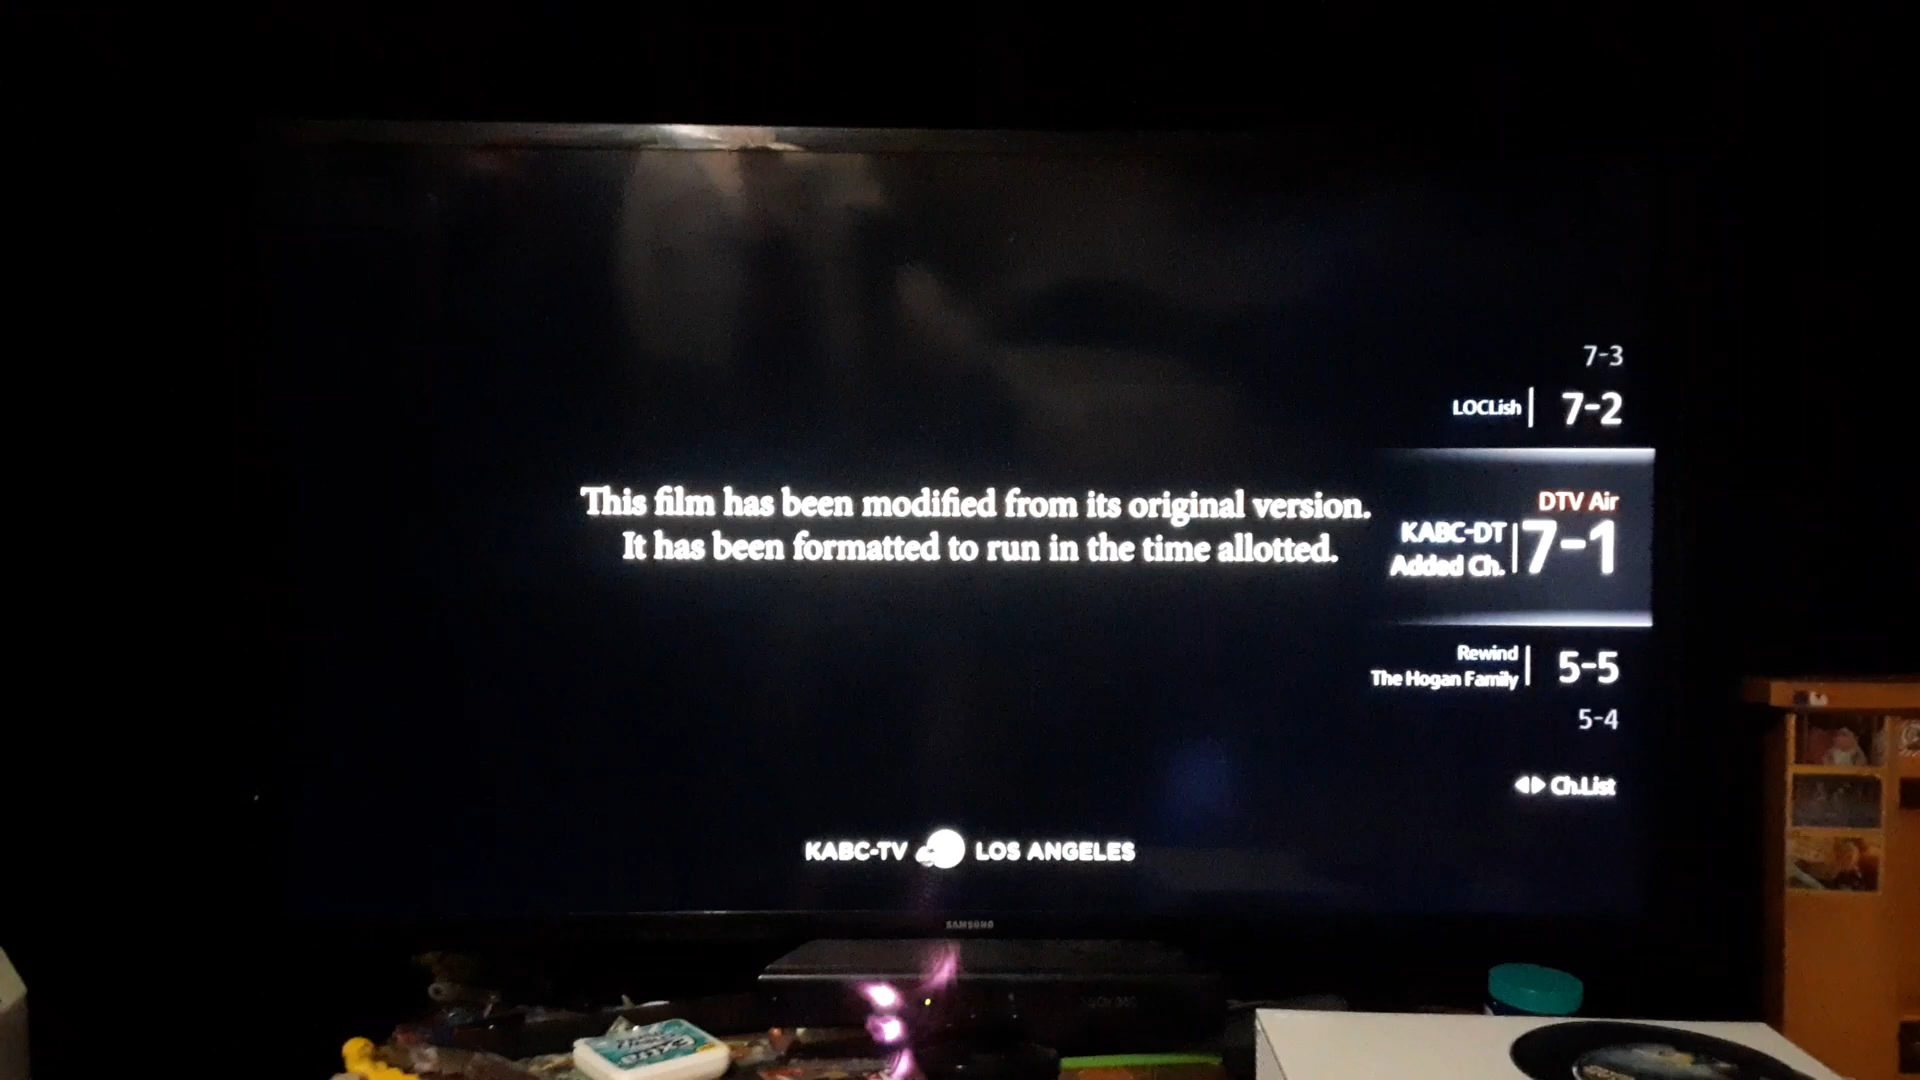 7-3
LOCLish 7-2
This film has been modified from its original version.
It has been formatted to run in the time allotted.
DTV Air
KABC-DT
Added Ch.
7-1
Rewind
The Hogan Family
5-5
5-4
Ch.List
KABC-TV LOS ANGELES
SAMSUNG
XBOX 360